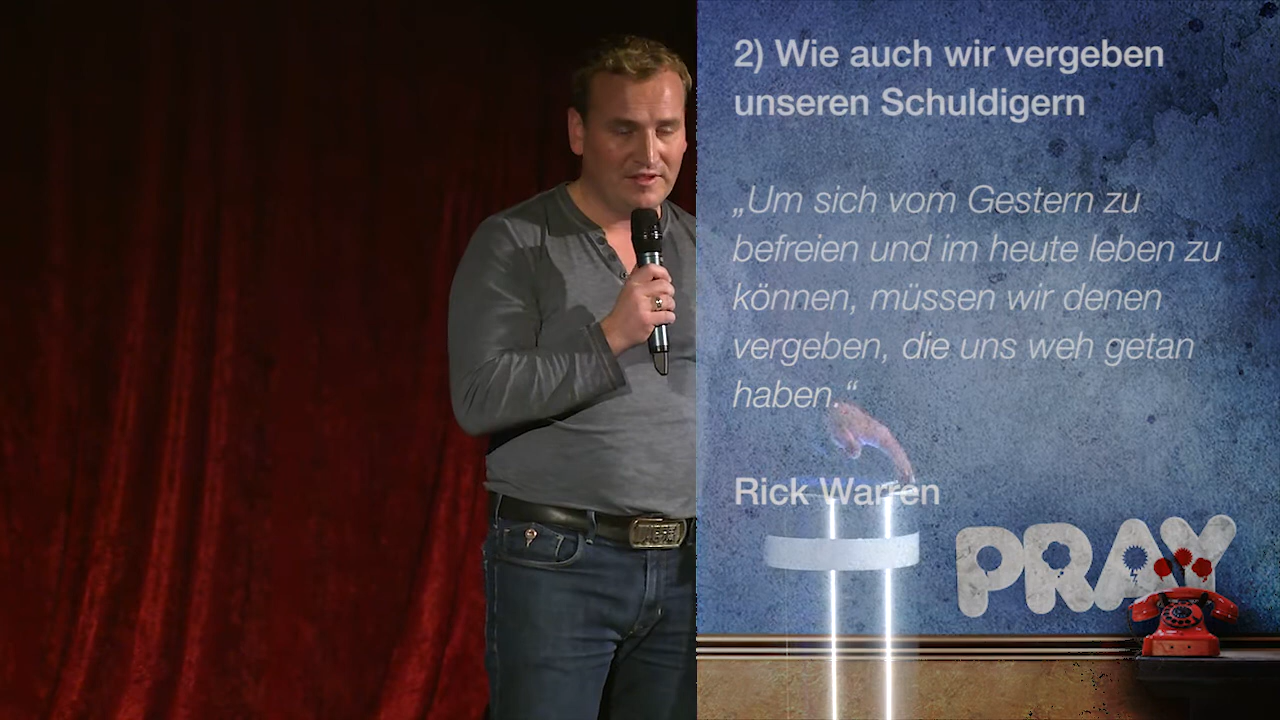 2) Wie auch wir vergeben
unseren Schuldigern
„Um sich vom Gestern zu
befreien und im heute leben zu
können, müssen wir denen
vergeben, die uns weh getan
haben.“
Rick Warren
PRAY